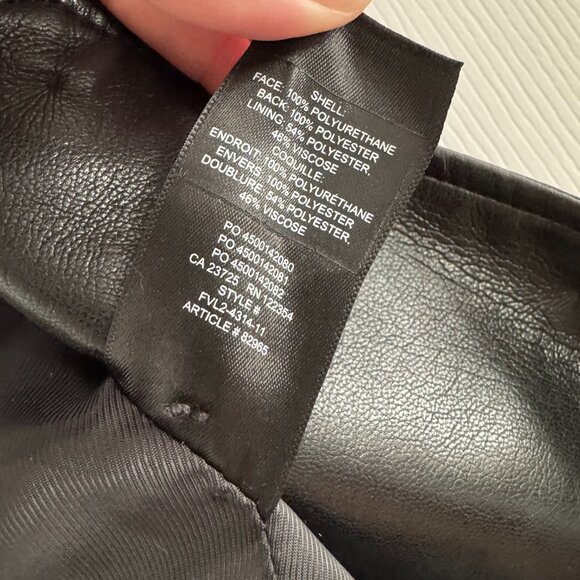 SHELL:
FACE: 100% POLYURETHANE
BACK: 100% POLYESTER
LINING: 54% POLYESTER,
46% VISCOSE
COQUILLE:
ENDROIT: 100% POLYURÉTHANE
ENVERS: 100% POLYESTER
DOUBLURE: 54% POLYESTER,
46% VISCOSE
PO 4500142080
PO 4500142081
PO 4500142082
CA 23725 RN 122364
STYLE #
FVL2-4314-11
ARTICLE # 82965